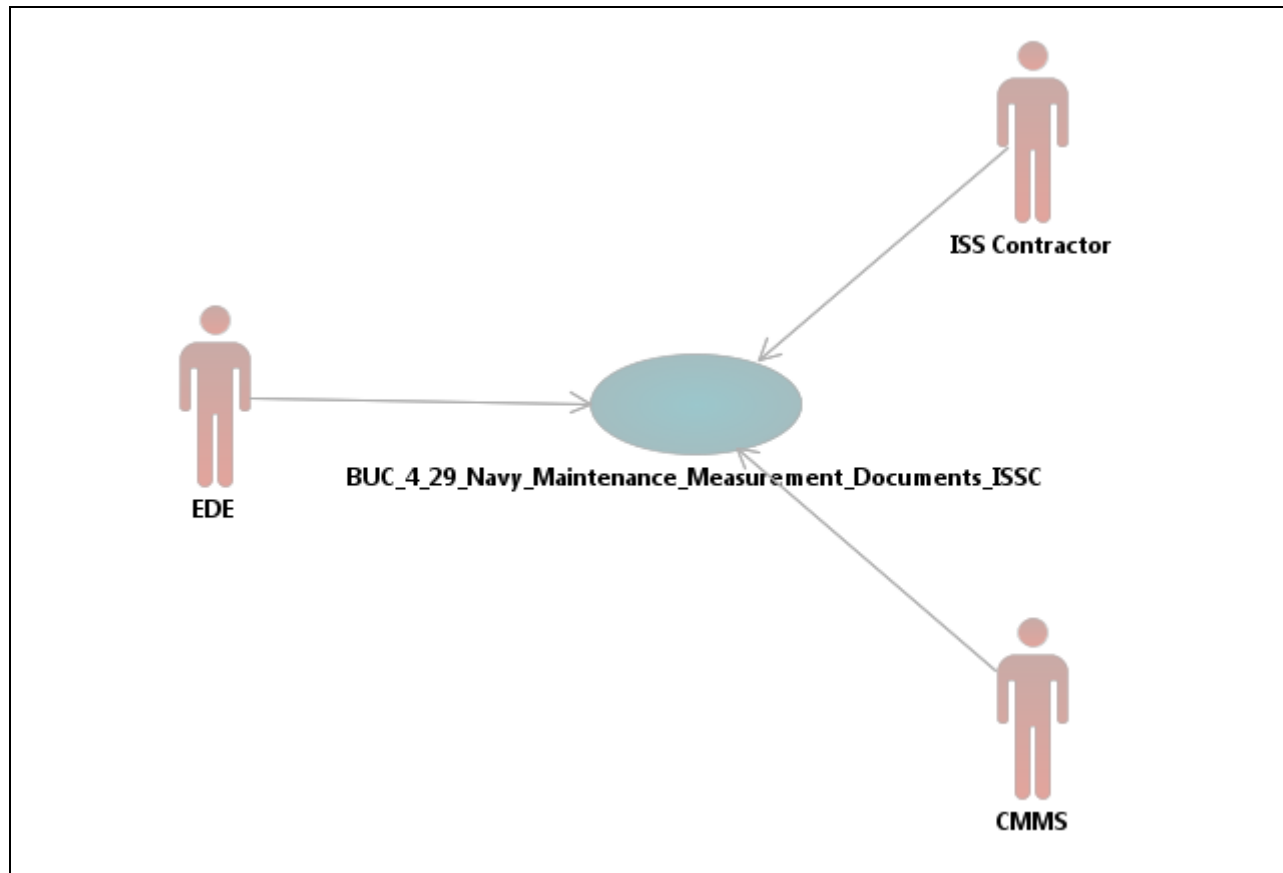 ISS Contractor
BUC_4_29_Navy_Maintenance_Measurement_Documents_ISSC
EDE
CMMS